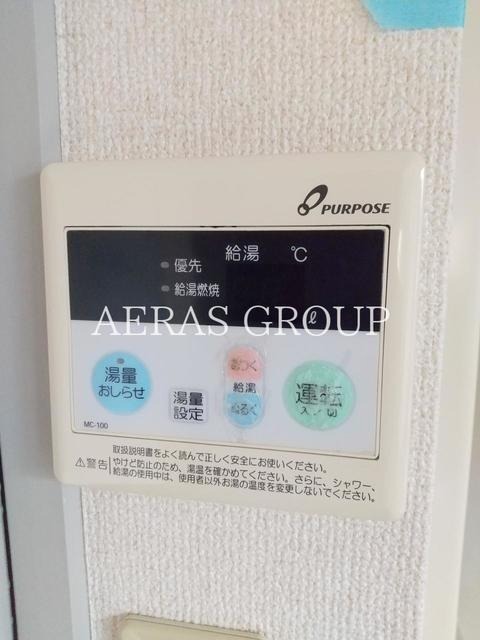 PURPOSE
給湯 ℃
優先
給湯燃焼
AERAS GROUP
ℓ
湯量
おしらせ
湯量
設定
あつく
給湯
ぬるく
運転
入／切
MC-100
取扱説明書をよく読んで正しく安全にお使いください。
⚠警告
やけど防止のため、湯温を確かめてください。さらに、シャワー、
給湯の使用中は、使用者以外お湯の温度を変更しないでください。